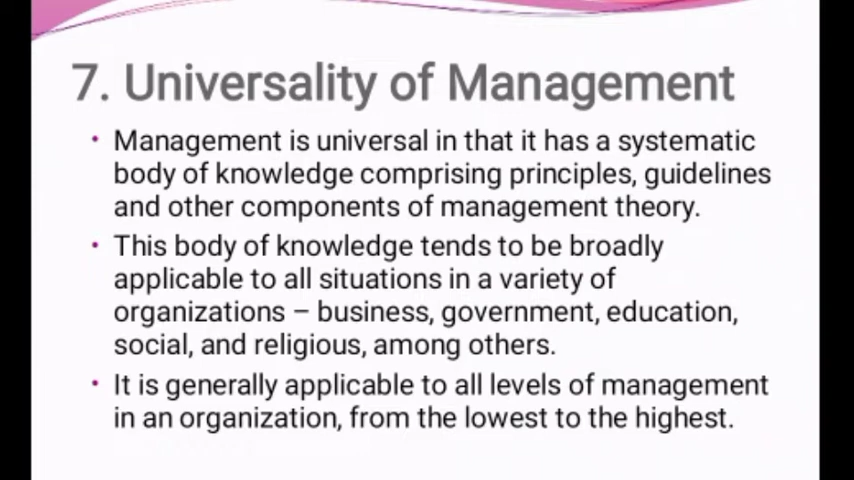 7. Universality of Management
• Management is universal in that it has a systematic
body of knowledge comprising principles, guidelines
and other components of management theory.
• This body of knowledge tends to be broadly
applicable to all situations in a variety of
organizations – business, government, education,
social, and religious, among others.
• It is generally applicable to all levels of management
in an organization, from the lowest to the highest.